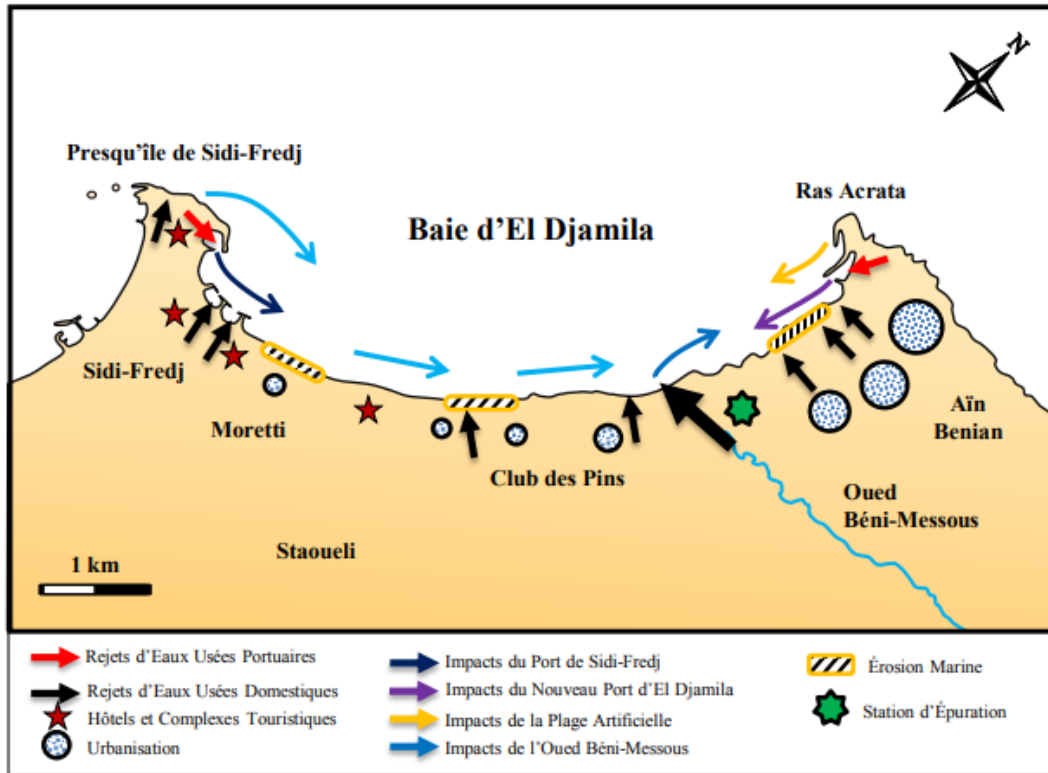 N
Presqu'île de Sidi-Fredj
Ras Acrata
Baie d'El Djamila
Sidi-Fredj
Moretti
Aïn
Benian
Club des Pins
Oued
Béni-Messous
Staoueli
1 km
Rejets d'Eaux Usées Portuaires
Rejets d'Eaux Usées Domestiques
Hôtels et Complexes Touristiques
Urbanisation
Impacts du Port de Sidi-Fredj
Impacts du Nouveau Port d'El Djamila
Impacts de la Plage Artificielle
Impacts de l'Oued Béni-Messous
Érosion Marine
Station d'Épuration